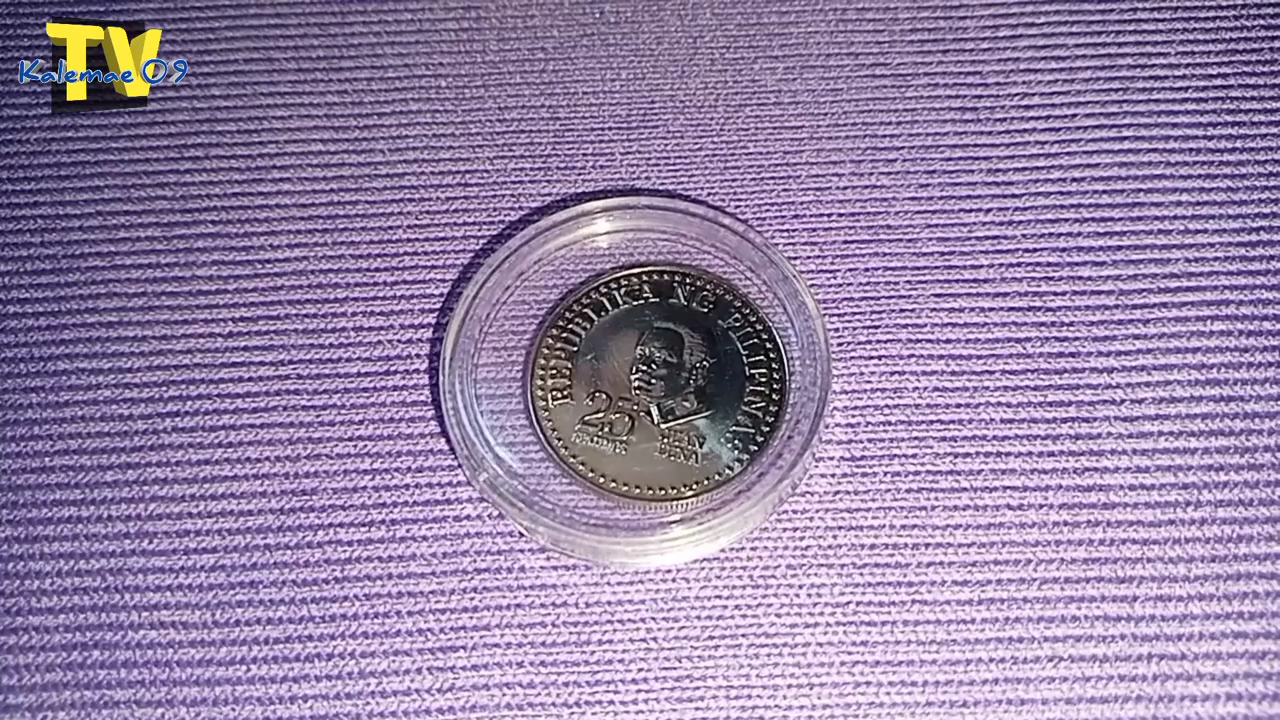 TV
Kalemae 09
REPUBLIKA NG PILIPINAS
25
SENTIMOS
JUAN
LUNA